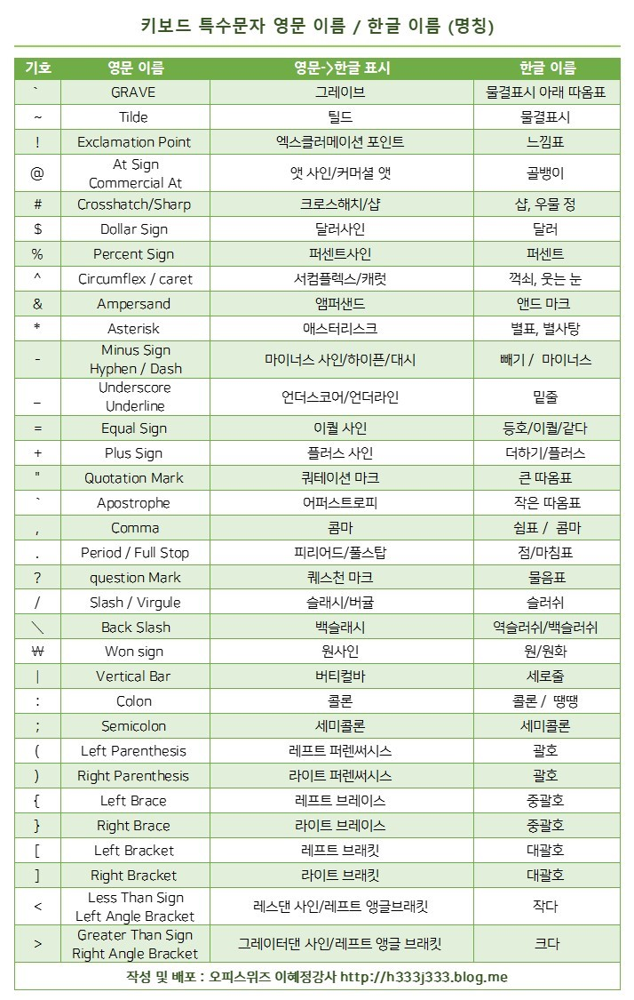 키보드 특수문자 영문 이름 / 한글 이름 (명칭)
기호 영문 이름 영문->한글 표시 한글 이름
` GRAVE 그레이브 물결표시 아래 따옴표
~ Tilde 틸드 물결표시
! Exclamation Point 엑스클러메이션 포인트 느낌표
@ At Sign 앳 사인/커머셜 앳 골뱅이
Commercial At
# Crosshatch/Sharp 크로스해치/샵 샵, 우물 정
$ Dollar Sign 달러사인 달러
% Percent Sign 퍼센트사인 퍼센트
^ Circumflex / caret 서컴플렉스/캐럿 꺽쇠, 웃는 눈
& Ampersand 앰퍼샌드 앤드 마크
* Asterisk 애스터리스크 별표, 별사탕
- Minus Sign 마이너스 사인/하이픈/대시 빼기 / 마이너스
Hyphen / Dash
_ Underscore 언더스코어/언더라인 밑줄
Underline
= Equal Sign 이퀄 사인 등호/이퀄/같다
+ Plus Sign 플러스 사인 더하기/플러스
" Quotation Mark 쿼테이션 마크 큰 따옴표
` Apostrophe 어퍼스트로피 작은 따옴표
, Comma 콤마 쉼표 / 콤마
. Period / Full Stop 피리어드/풀스탑 점/마침표
? question Mark 퀘스천 마크 물음표
/ Slash / Virgule 슬래시/버귤 슬러쉬
＼ Back Slash 백슬래시 역슬러쉬/백슬러쉬
₩ Won sign 원사인 원/원화
| Vertical Bar 버티컬바 세로줄
: Colon 콜론 콜론 / 땡땡
; Semicolon 세미콜론 세미콜론
( Left Parenthesis 레프트 퍼렌써시스 괄호
) Right Parenthesis 라이트 퍼렌써시스 괄호
{ Left Brace 레프트 브레이스 중괄호
} Right Brace 라이트 브레이스 중괄호
[ Left Bracket 레프트 브래킷 대괄호
] Right Bracket 라이트 브래킷 대괄호
< Less Than Sign 레스댄 사인/레프트 앵글브래킷 작다
Left Angle Bracket
> Greater Than Sign 그레이터댄 사인/레프트 앵글 브래킷 크다
Right Angle Bracket
작성 및 배포 : 오피스위즈 이혜정강사 http://h333j333.blog.me